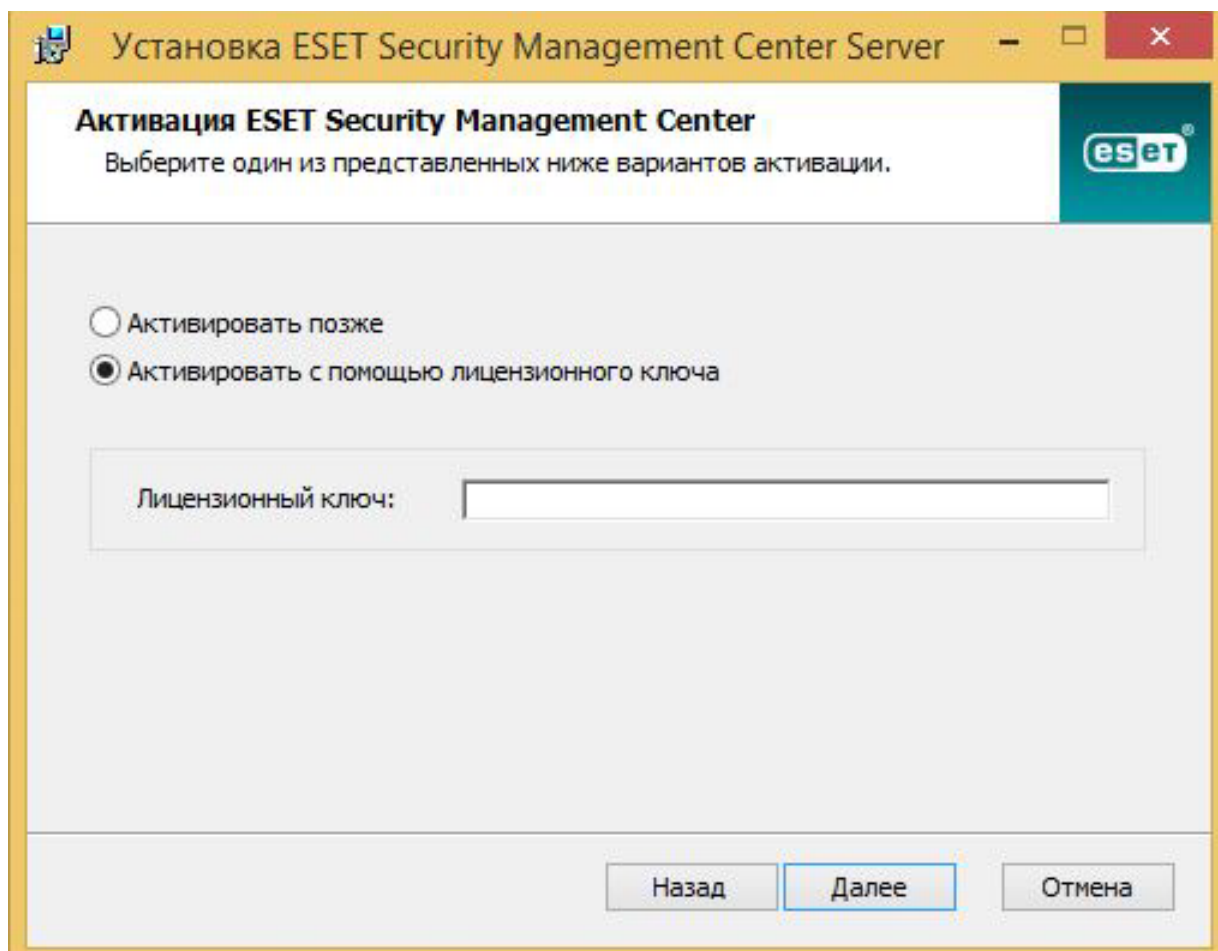 Установка ESET Security Management Center Server
Активация ESET Security Management Center
Выберите один из представленных ниже вариантов активации.
eset®
Активировать позже
Активировать с помощью лицензионного ключа
Лицензионный ключ:
Назад
Далее
Отмена